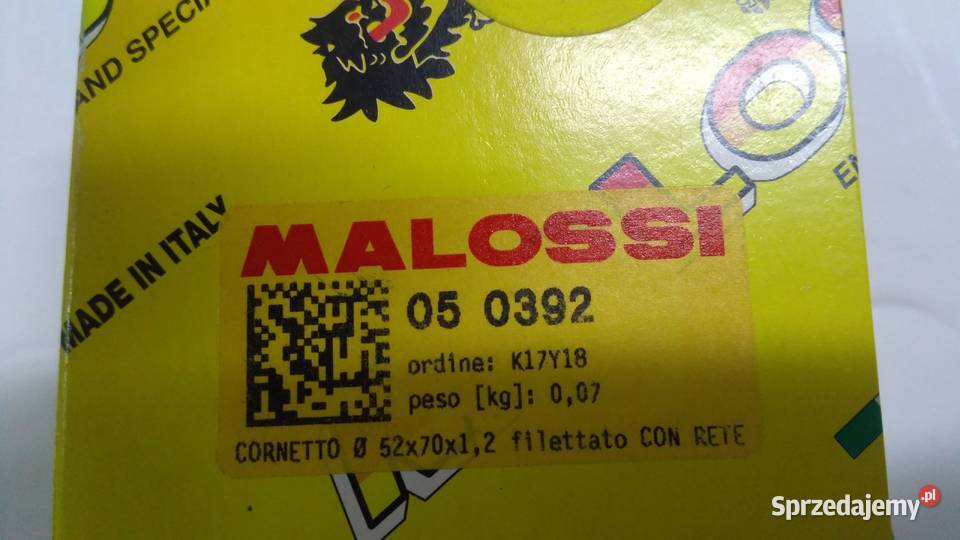 AND SPECIA
MADE IN ITALY
MALOSSI
05 0392
ordine: K17Y18
peso [kg]: 0,07
CORNETTO Ø 52x70x1,2 filettato CON RETE
Sprzedajemy.pl